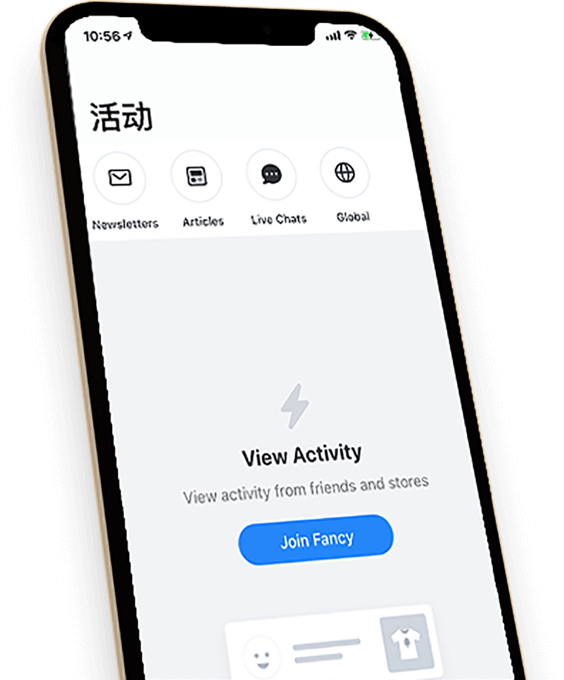 10:56
活动
Newsletters Articles Live Chats Global
View Activity
View activity from friends and stores
Join Fancy